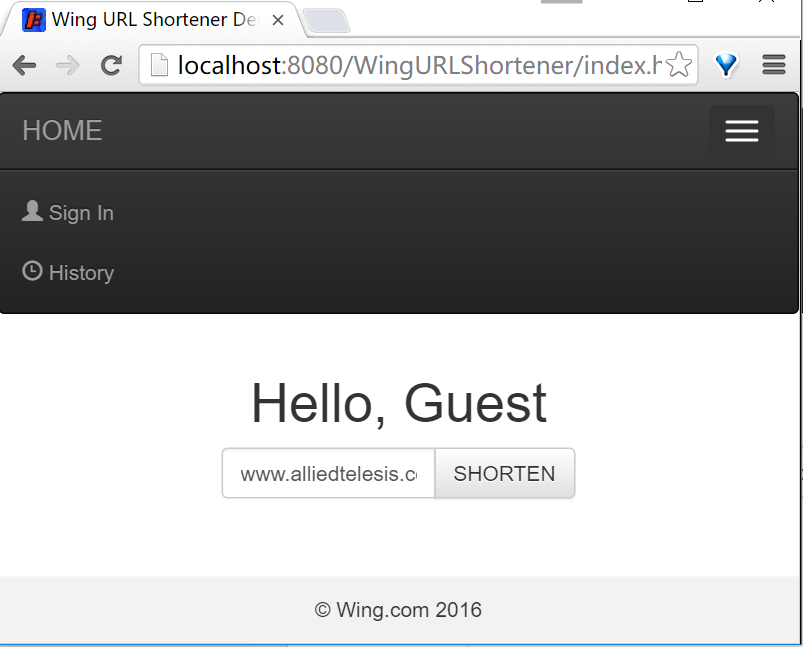 Wing URL Shortener De
localhost:8080/WingURLShortener/index.h
HOME
Sign In
History
Hello, Guest
www.alliedtelesis.c
SHORTEN
© Wing.com 2016